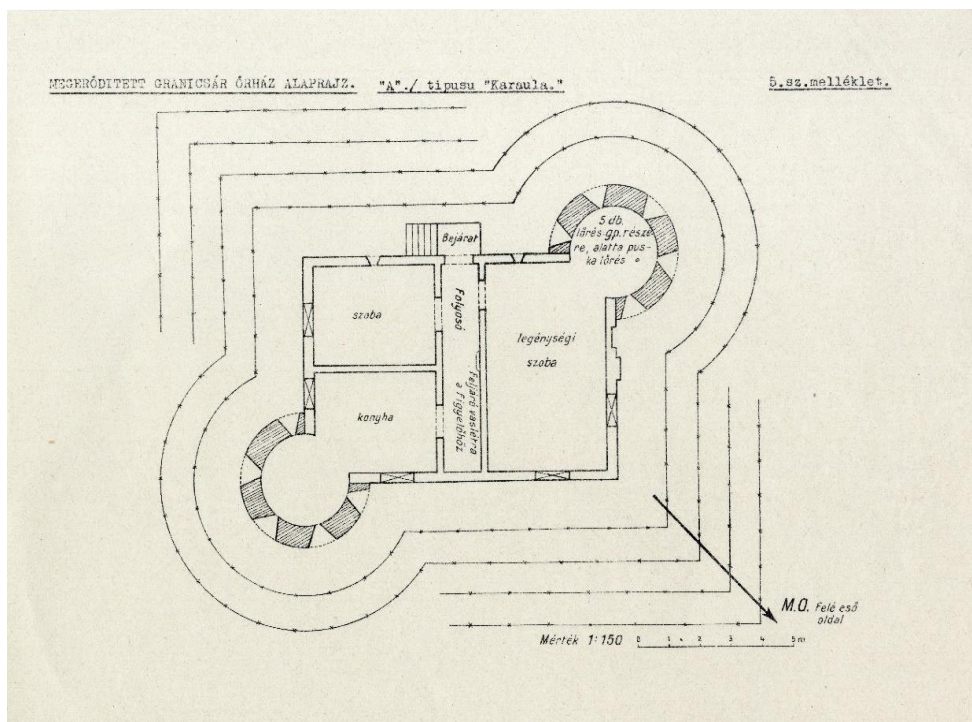 MEGERŐDITETT GRANICSÁR ŐRHÁZ ALAPRAJZ. "A"./ tipusu "Karaula."
5.sz.melléklet.
Bejárat
5 db.
lőrés gp. részé-
re, alatta pus-
ka lőrés
szoba
Folyosó
legénységi
szoba
Feljáró vaslétra
a figyelőhöz
konyha
M.O. Felé eső
oldal
Mérték 1:150
0 1 2 3 4 5 m